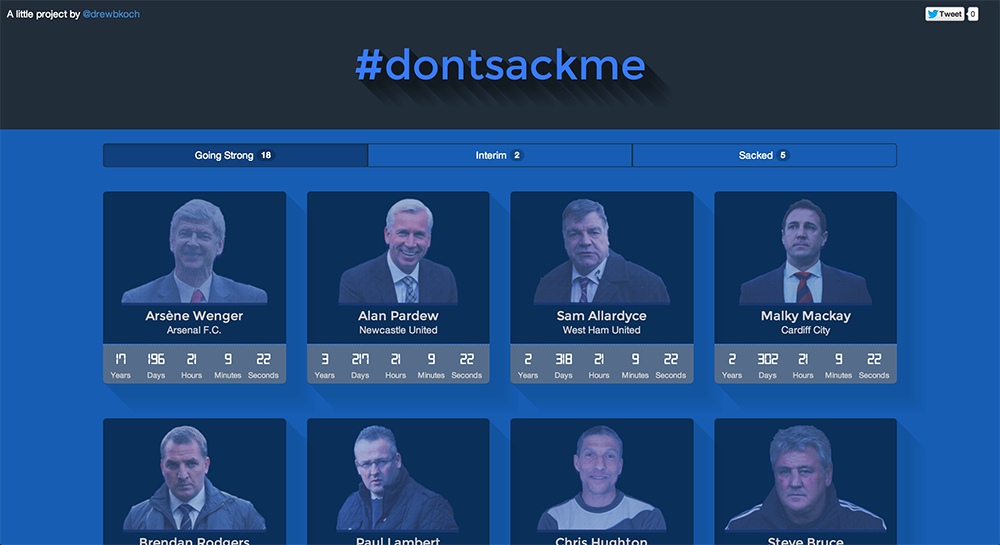 A little project by @drewbkoch
Tweet 0
#dontsackme
Going Strong 18
Interim 2
Sacked 5
Arsène Wenger
Arsenal F.C.
17 196 21 9 22
Years Days Hours Minutes Seconds
Alan Pardew
Newcastle United
3 217 21 9 22
Years Days Hours Minutes Seconds
Sam Allardyce
West Ham United
2 318 21 9 22
Years Days Hours Minutes Seconds
Malky Mackay
Cardiff City
2 302 21 9 22
Years Days Hours Minutes Seconds
Brendan Rodgers
Paul Lambert
Chris Hughton
Steve Bruce